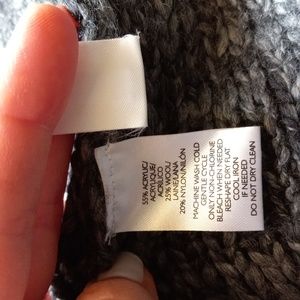 55% ACRYLIC/
ACRYLIQUE/
ACRILICO
25% WOOL/
LAINE/LANA
20% NYLON/NILÓN
MACHINE WASH COLD
GENTLE CYCLE
ONLY NON-CHLORINE
BLEACH WHEN NEEDED
RESHAPE, DRY FLAT
COOL IRON
IF NEEDED
DO NOT DRY CLEAN